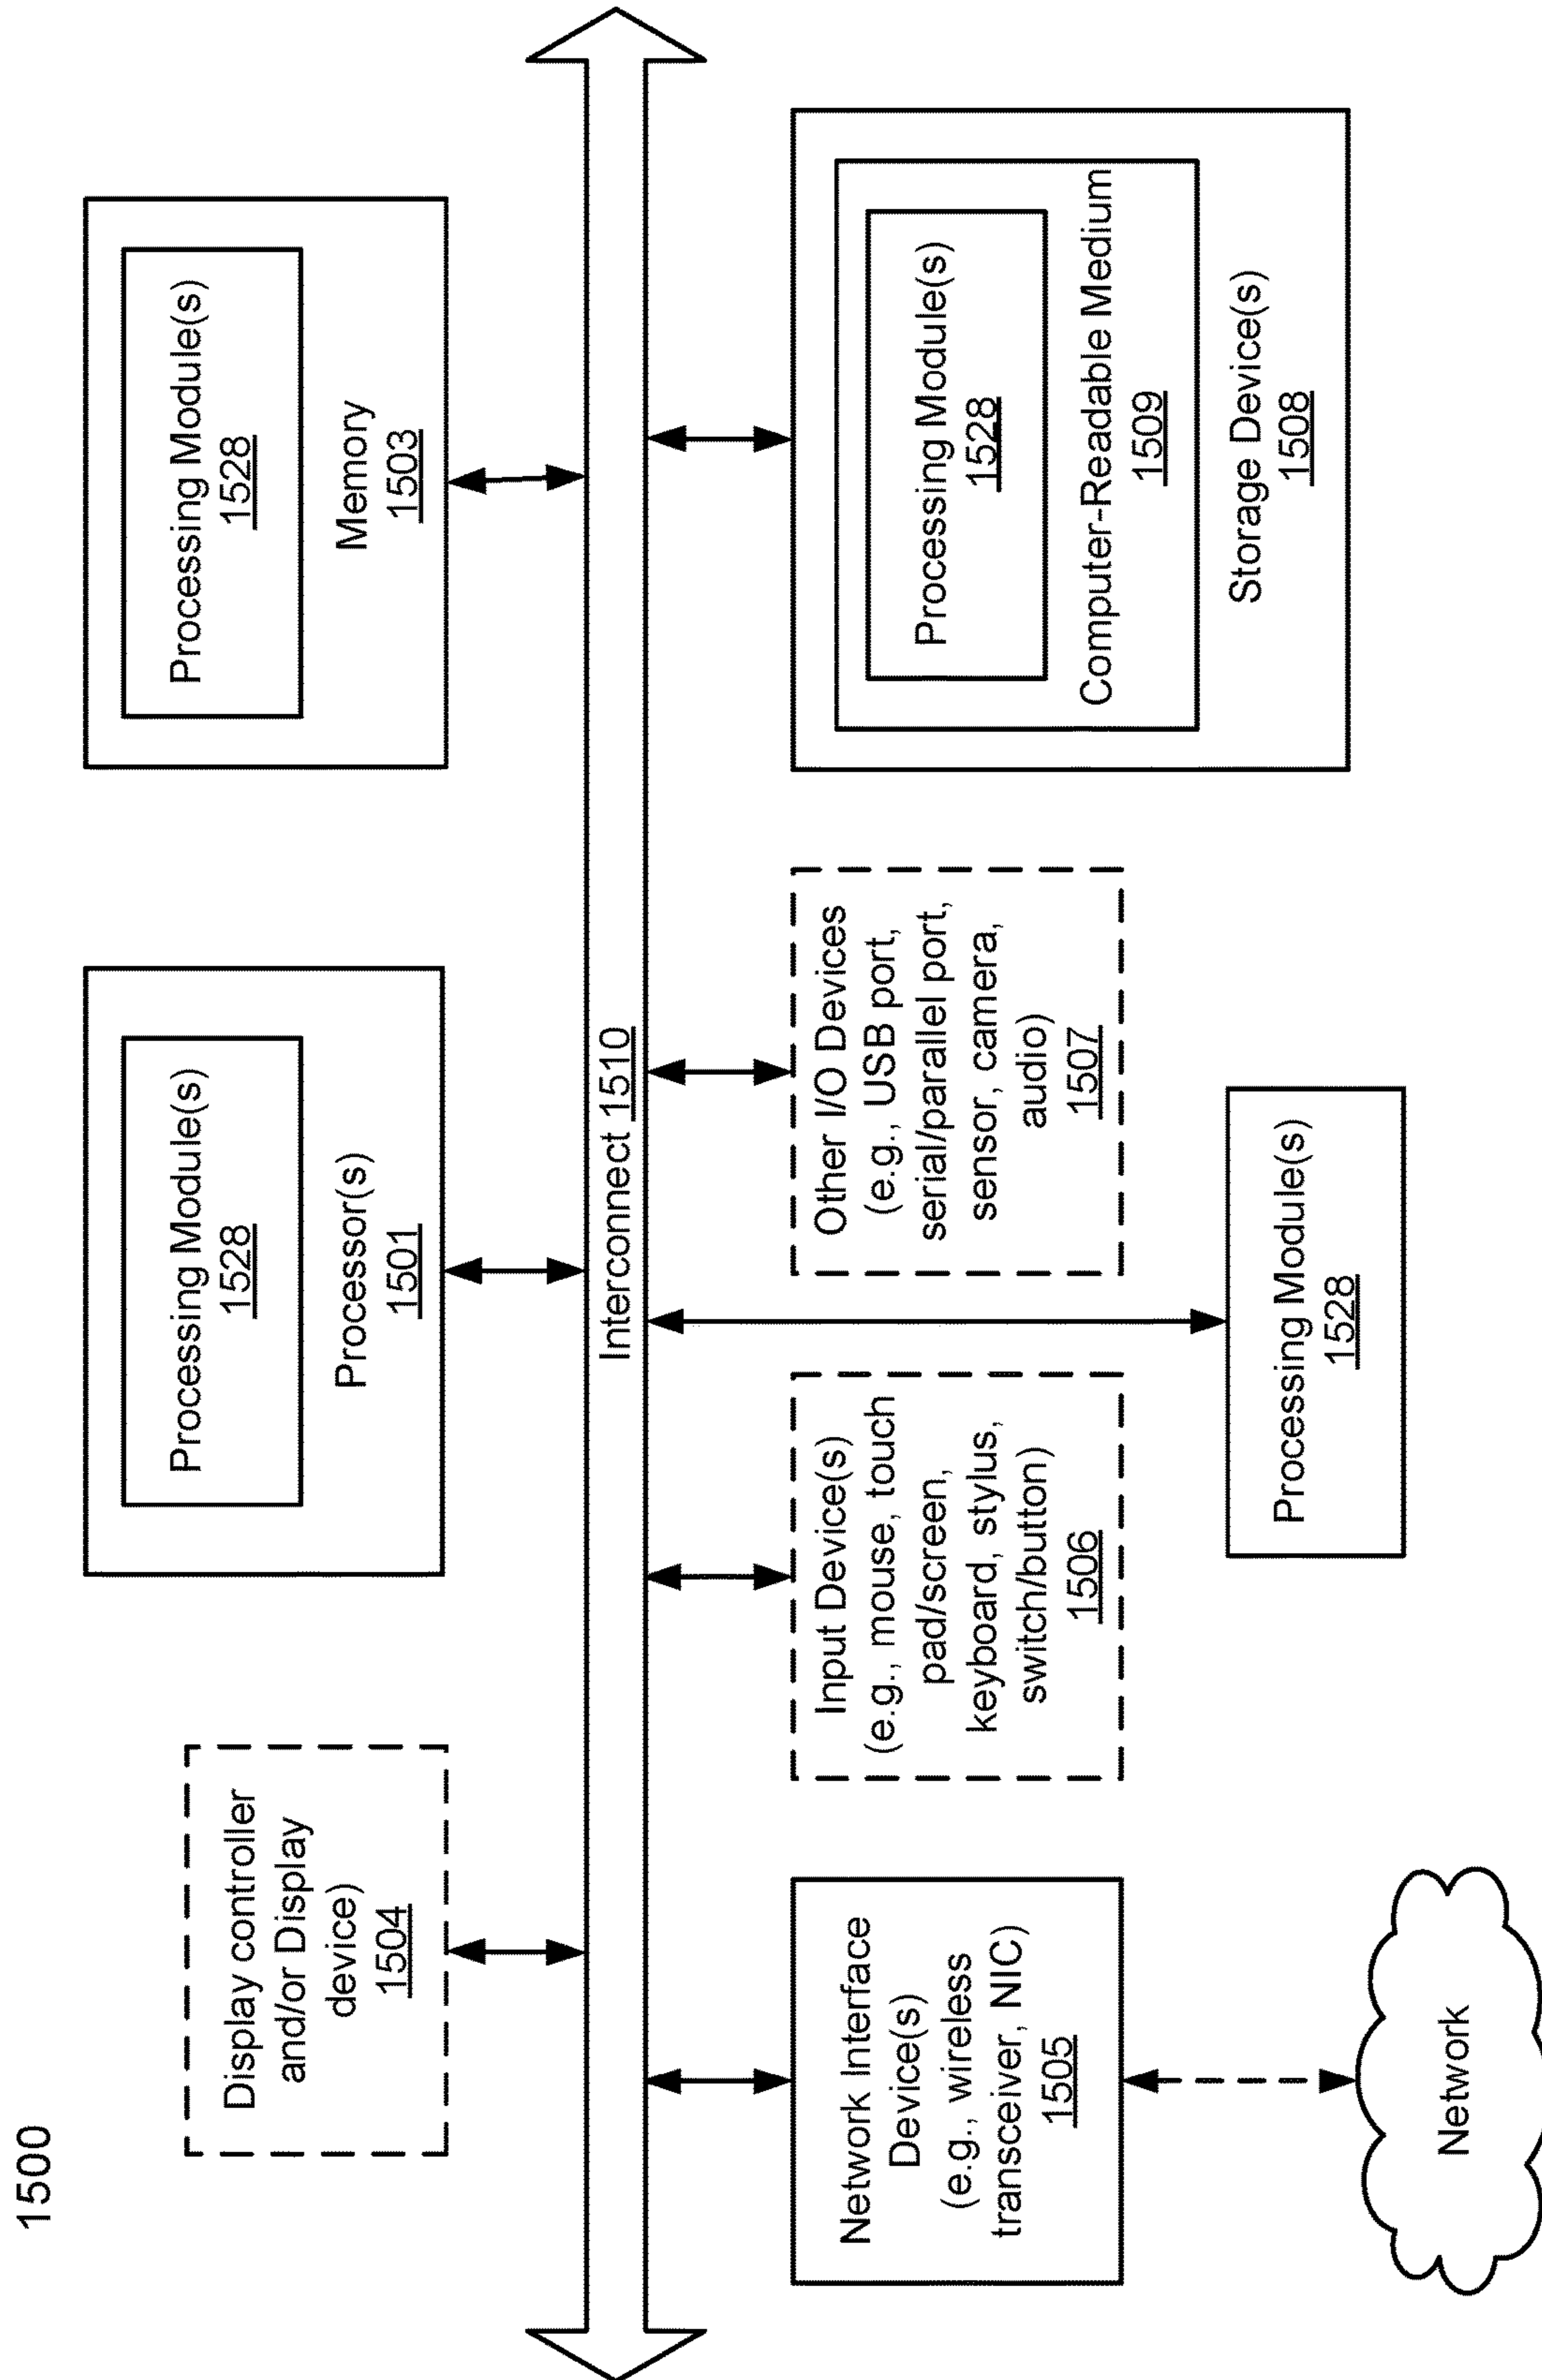 1500
Display controller
and/or Display
device)
1504
Processing Module(s)
1528
Processor(s)
1501
Processing Module(s)
1528
Memory
1503
Interconnect 1510
Network Interface
Device(s)
(e.g., wireless
transceiver, NIC)
1505
Input Device(s)
(e.g., mouse, touch
pad/screen,
keyboard, stylus,
switch/button)
1506
Other I/O Devices
(e.g., USB port,
serial/parallel port,
sensor, camera,
audio)
1507
Processing Module(s)
1528
Computer-Readable Medium
1509
Storage Device(s)
1508
Processing Module(s)
1528
Network